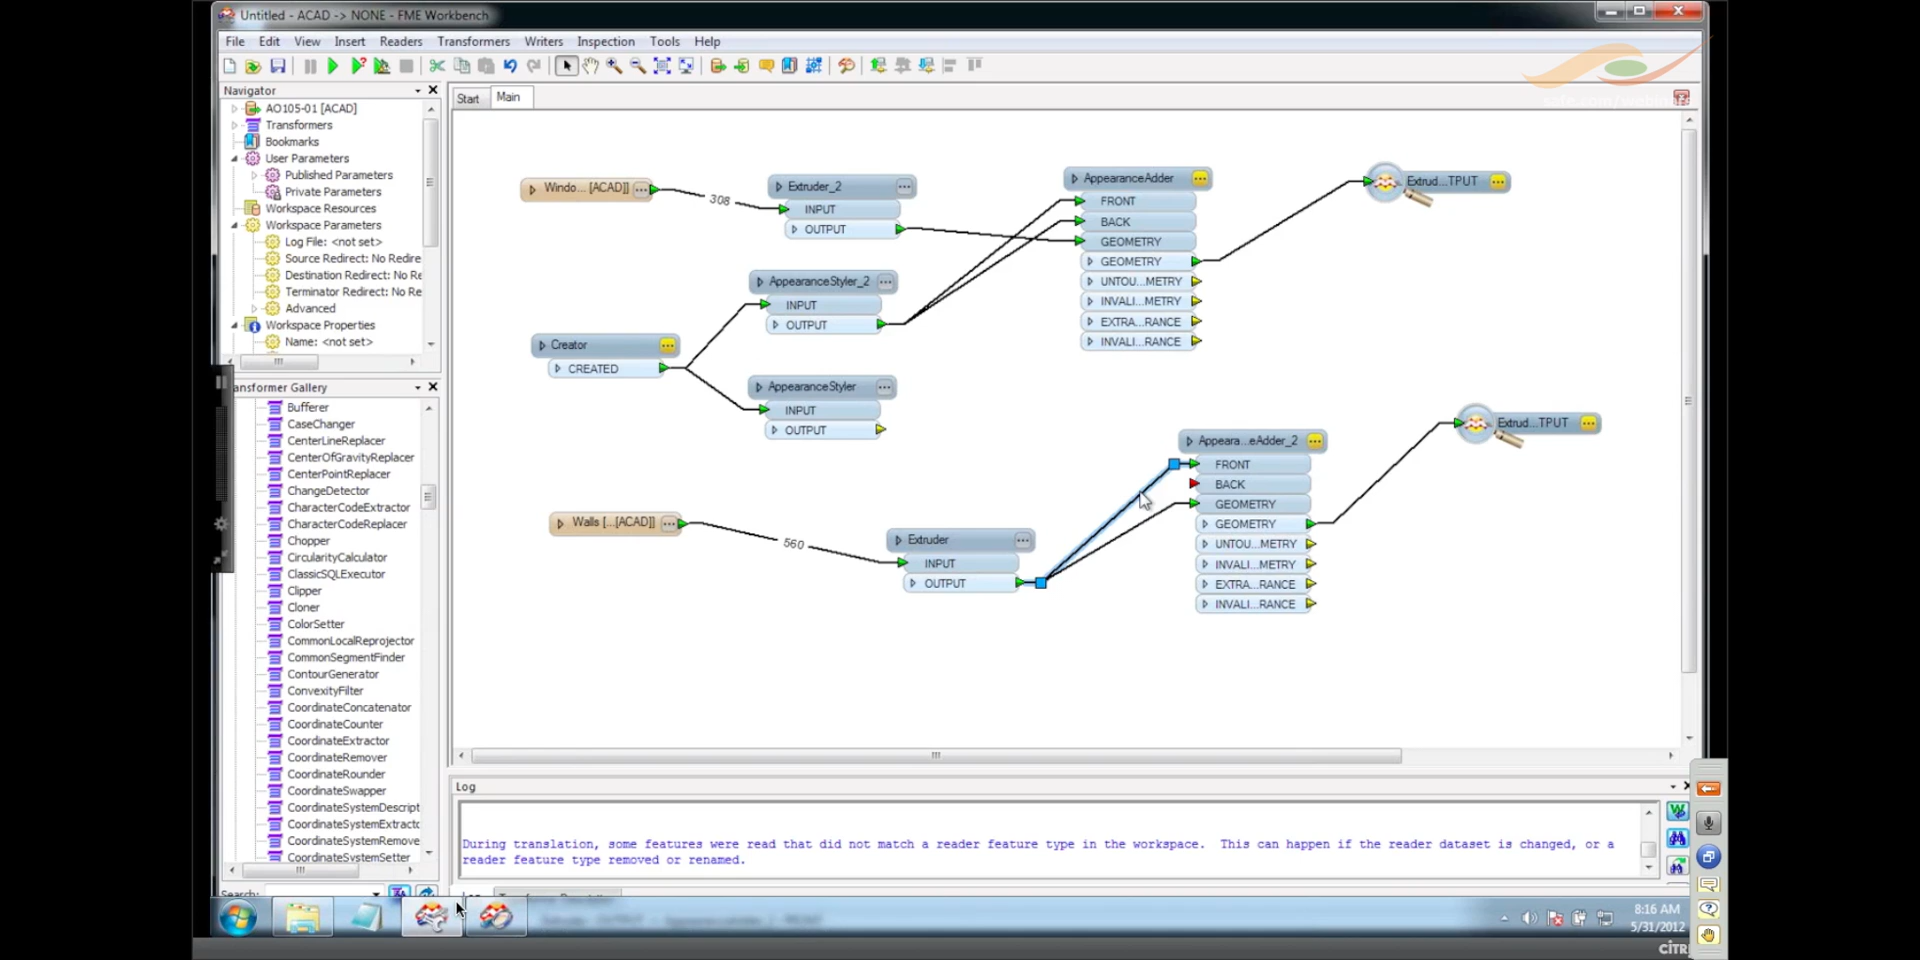 Untitled - ACAD -> NONE - FME Workbench
File Edit View Insert Readers Transformers Writers Inspection Tools Help
Navigator
AO105-01 [ACAD]
Transformers
Bookmarks
User Parameters
Published Parameters
Private Parameters
Workspace Resources
Workspace Parameters
Log File: <not set>
Source Redirect: No Redire
Destination Redirect: No Re
Terminator Redirect: No Re
Advanced
Workspace Properties
Name: <not set>
ransformer Gallery
Bufferer
CaseChanger
CenterLineReplacer
CenterOfGravityReplacer
CenterPointReplacer
ChangeDetector
CharacterCodeExtractor
CharacterCodeReplacer
Chopper
CircularityCalculator
ClassicSQLExecutor
Clipper
Cloner
ColorSetter
CommonLocalReprojector
CommonSegmentFinder
ContourGenerator
ConvexityFilter
CoordinateConcatenator
CoordinateCounter
CoordinateExtractor
CoordinateRemover
CoordinateRounder
CoordinateSwapper
CoordinateSystemDescript
CoordinateSystemExtracto
CoordinateSystemRemove
CoordinateSystemSetter
Search:
Start Main
Windo... [ACAD]]
308
Extruder_2
INPUT
OUTPUT
AppearanceAdder
FRONT
BACK
GEOMETRY
GEOMETRY
UNTOU...METRY
INVALI...METRY
EXTRA...RANCE
INVALI...RANCE
Extrud...TPUT
AppearanceStyler_2
INPUT
OUTPUT
Creator
CREATED
AppearanceStyler
INPUT
OUTPUT
Walls [...[ACAD]]
560
Extruder
INPUT
OUTPUT
Appeara...eAdder_2
FRONT
BACK
GEOMETRY
GEOMETRY
UNTOU...METRY
INVALI...METRY
EXTRA...RANCE
INVALI...RANCE
Extrud...TPUT
Log
During translation, some features were read that did not match a reader feature type in the workspace. This can happen if the reader dataset is changed, or a
reader feature type removed or renamed.
8:16 AM
5/31/2012